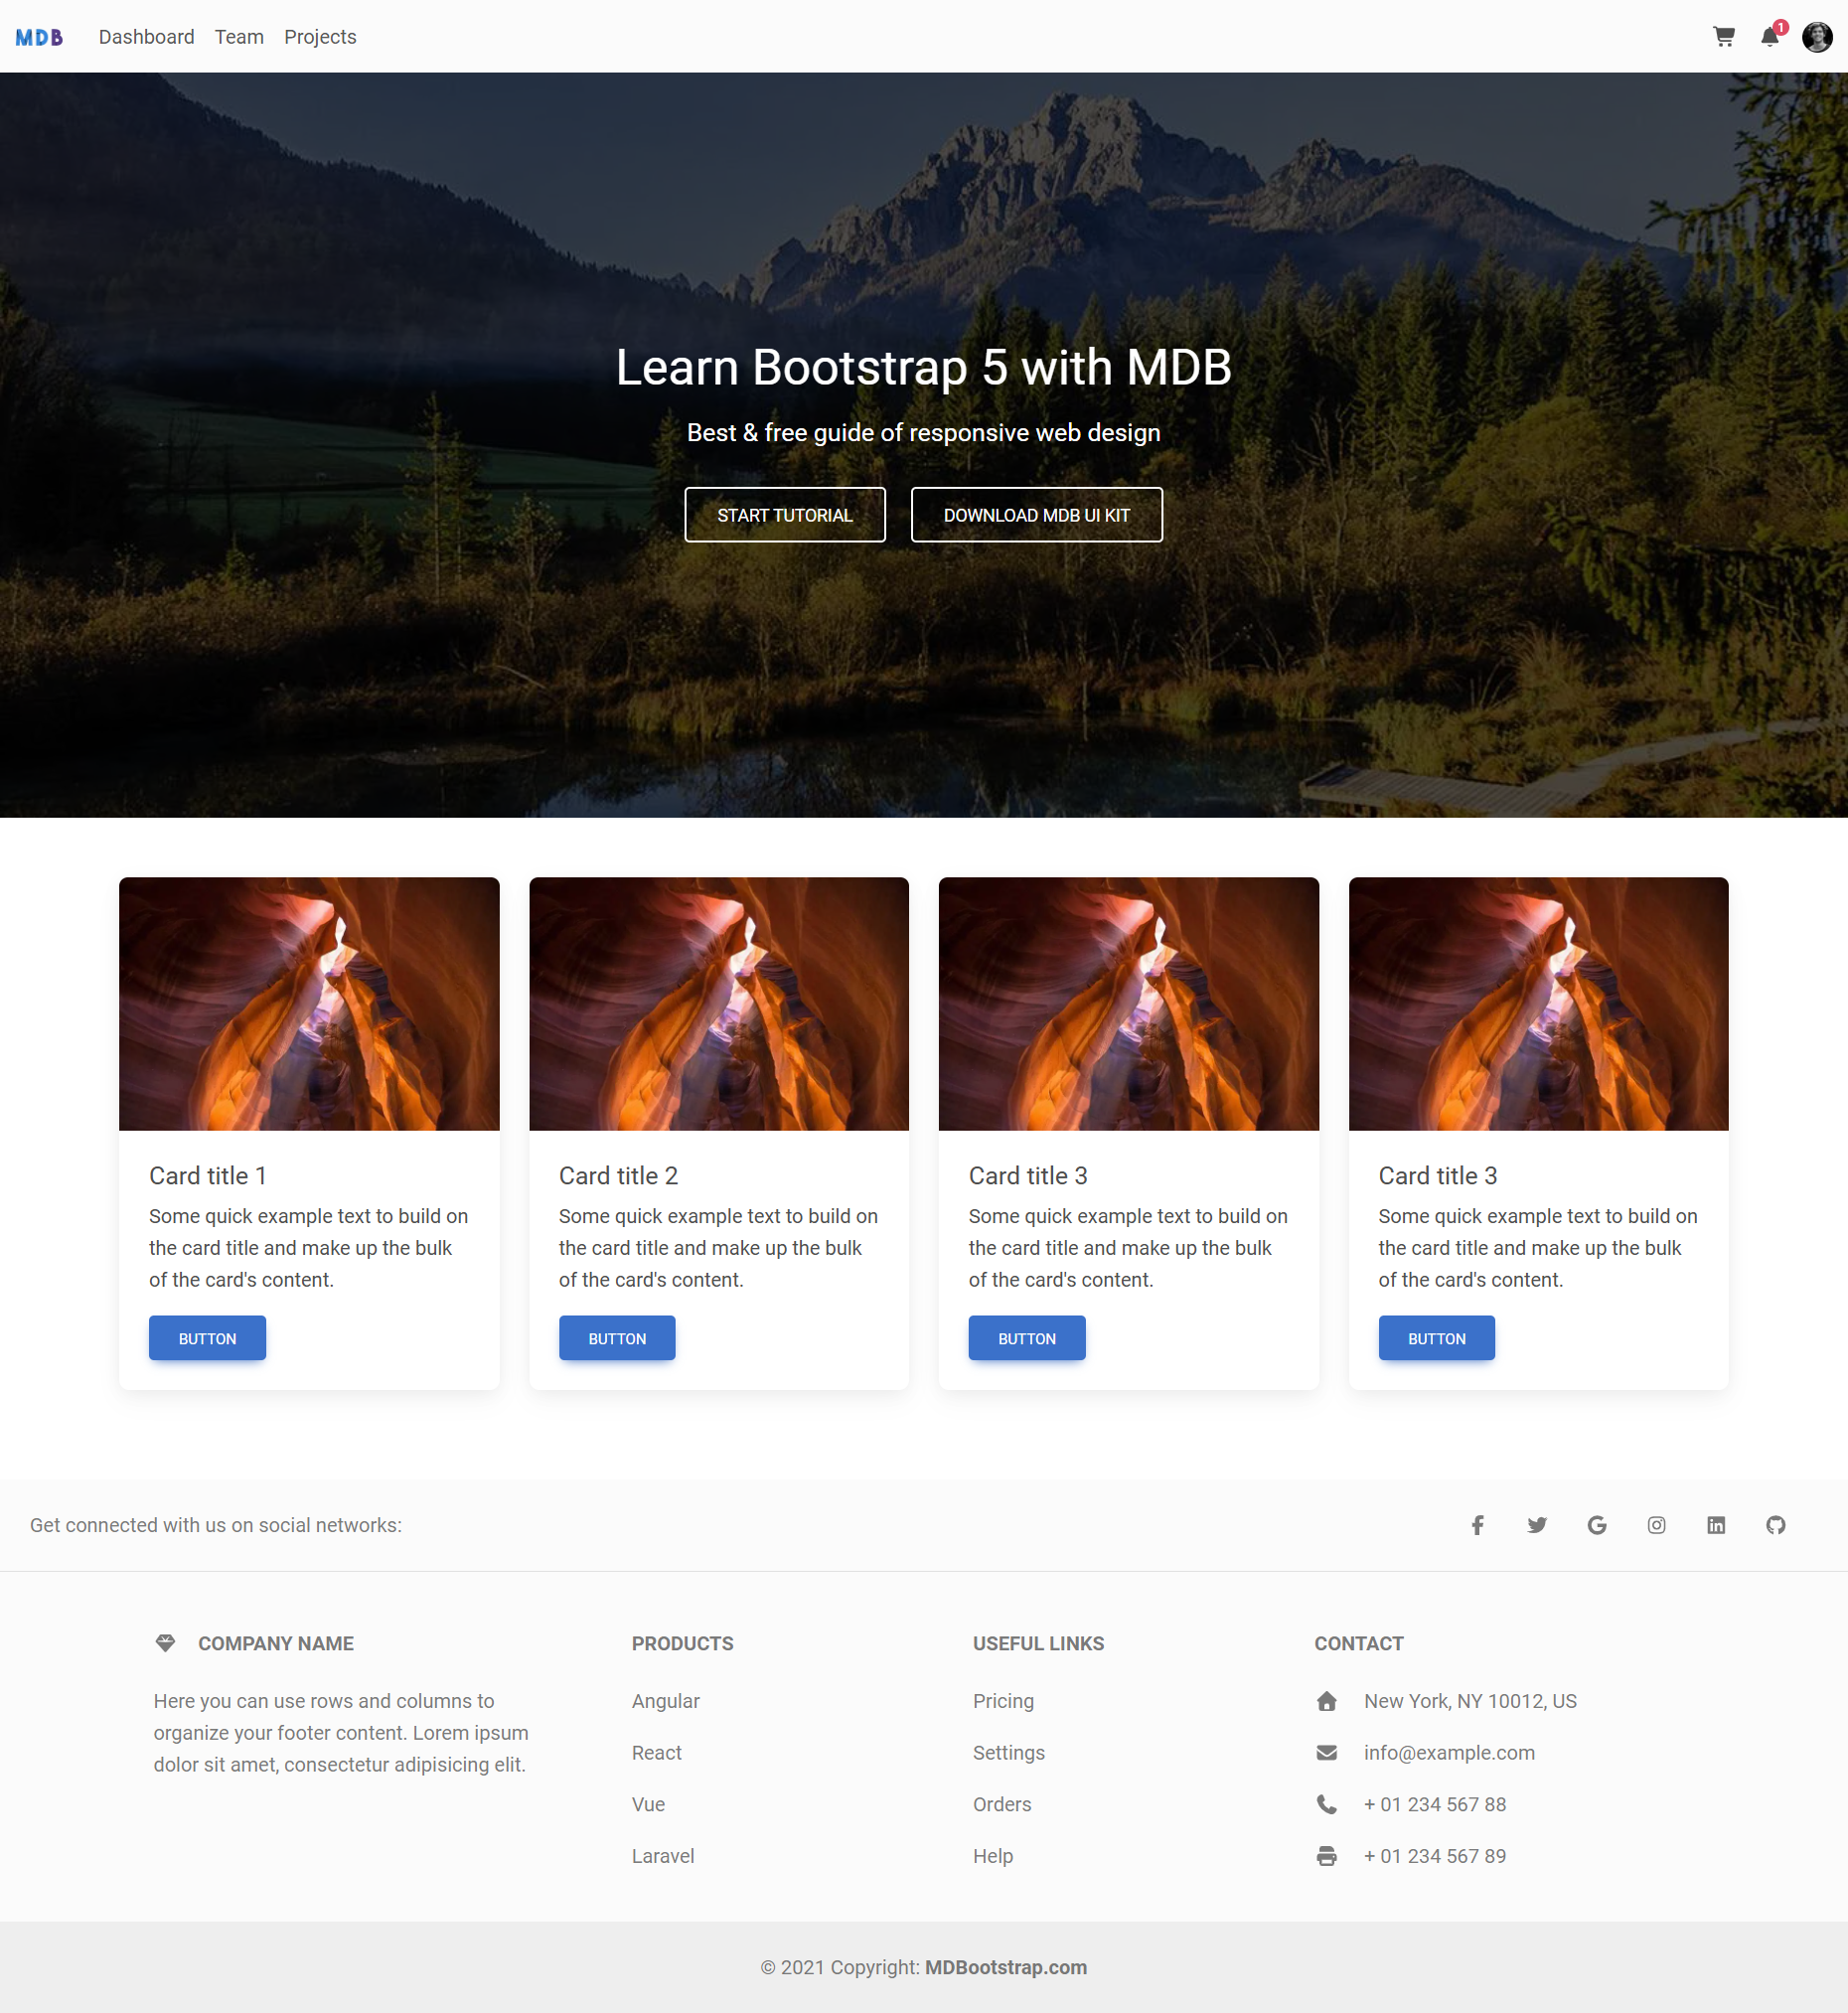 MDB
Dashboard Team Projects
1
Learn Bootstrap 5 with MDB
Best & free guide of responsive web design
START TUTORIAL
DOWNLOAD MDB UI KIT
Card title 1
Some quick example text to build on
the card title and make up the bulk
of the card's content.
BUTTON
Card title 2
Some quick example text to build on
the card title and make up the bulk
of the card's content.
BUTTON
Card title 3
Some quick example text to build on
the card title and make up the bulk
of the card's content.
BUTTON
Card title 3
Some quick example text to build on
the card title and make up the bulk
of the card's content.
BUTTON
Get connected with us on social networks:
COMPANY NAME
Here you can use rows and columns to
organize your footer content. Lorem ipsum
dolor sit amet, consectetur adipisicing elit.
PRODUCTS
Angular
React
Vue
Laravel
USEFUL LINKS
Pricing
Settings
Orders
Help
CONTACT
New York, NY 10012, US
info@example.com
+ 01 234 567 88
+ 01 234 567 89
© 2021 Copyright: MDBootstrap.com